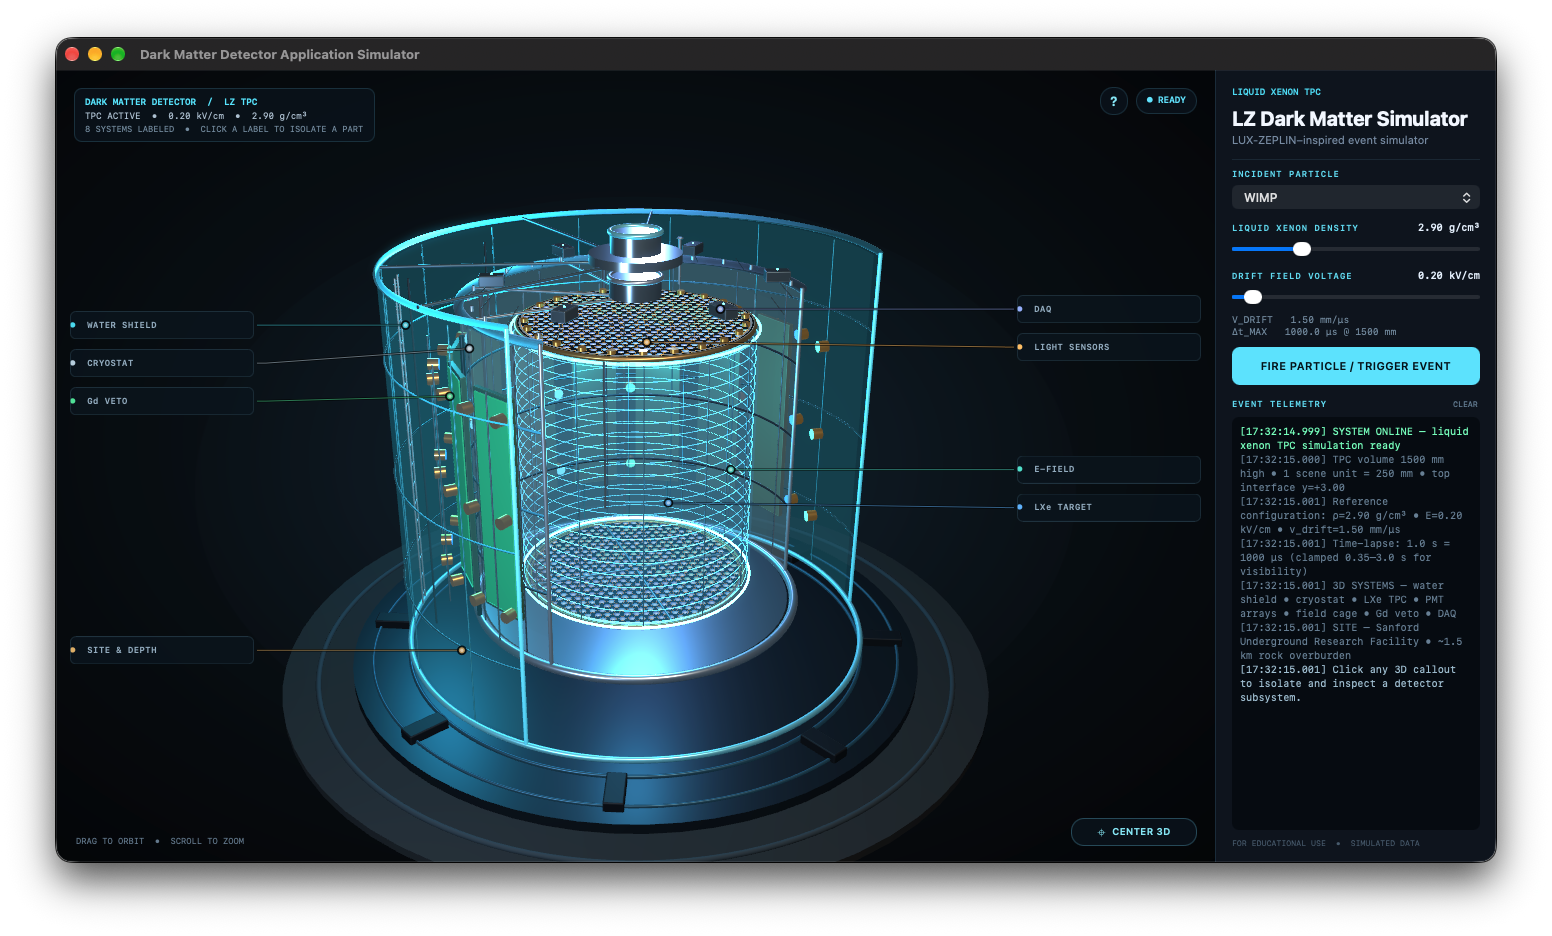 Dark Matter Detector Application Simulator
DARK MATTER DETECTOR / LZ TPC
TPC ACTIVE • 0.20 kV/cm • 2.90 g/cm³
8 SYSTEMS LABELED • CLICK A LABEL TO ISOLATE A PART
?
READY
WATER SHIELD
CRYOSTAT
Gd VETO
SITE & DEPTH
DAQ
LIGHT SENSORS
E-FIELD
LXe TARGET
DRAG TO ORBIT • SCROLL TO ZOOM
CENTER 3D
LIQUID XENON TPC
LZ Dark Matter Simulator
LUX-ZEPLIN–inspired event simulator
INCIDENT PARTICLE
WIMP
LIQUID XENON DENSITY 2.90 g/cm³
DRIFT FIELD VOLTAGE 0.20 kV/cm
V_DRIFT 1.50 mm/µs
Δt_MAX 1000.0 µs @ 1500 mm
FIRE PARTICLE / TRIGGER EVENT
EVENT TELEMETRY CLEAR
[17:32:14.999] SYSTEM ONLINE — liquid
xenon TPC simulation ready
[17:32:15.000] TPC volume 1500 mm
high • 1 scene unit = 250 mm • top
interface y=+3.00
[17:32:15.001] Reference
configuration: ρ=2.90 g/cm³ • E=0.20
kV/cm • v_drift=1.50 mm/µs
[17:32:15.001] Time-lapse: 1.0 s =
1000 µs (clamped 0.35–3.0 s for
visibility)
[17:32:15.001] 3D SYSTEMS — water
shield • cryostat • LXe TPC • PMT
arrays • field cage • Gd veto • DAQ
[17:32:15.001] SITE — Sanford
Underground Research Facility • ~1.5
km rock overburden
[17:32:15.001] Click any 3D callout
to isolate and inspect a detector
subsystem.
FOR EDUCATIONAL USE • SIMULATED DATA